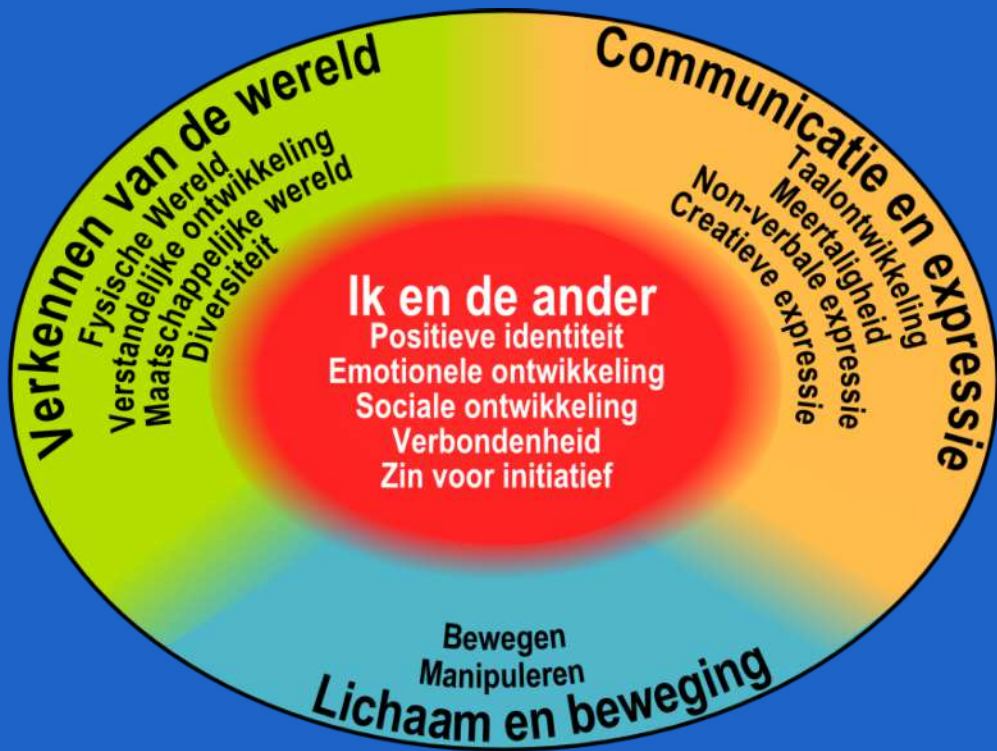 Verkennen van de wereld
Fysische Wereld
Verstandelijke ontwikkeling
Maatschappelijke wereld
Diversiteit
Communicatie en expressie
Taalontwikkeling
Meertaligheid
Non-verbale expressie
Creatieve expressie
Ik en de ander
Positieve identiteit
Emotionele ontwikkeling
Sociale ontwikkeling
Verbondenheid
Zin voor initiatief
Bewegen
Manipuleren
Lichaam en beweging